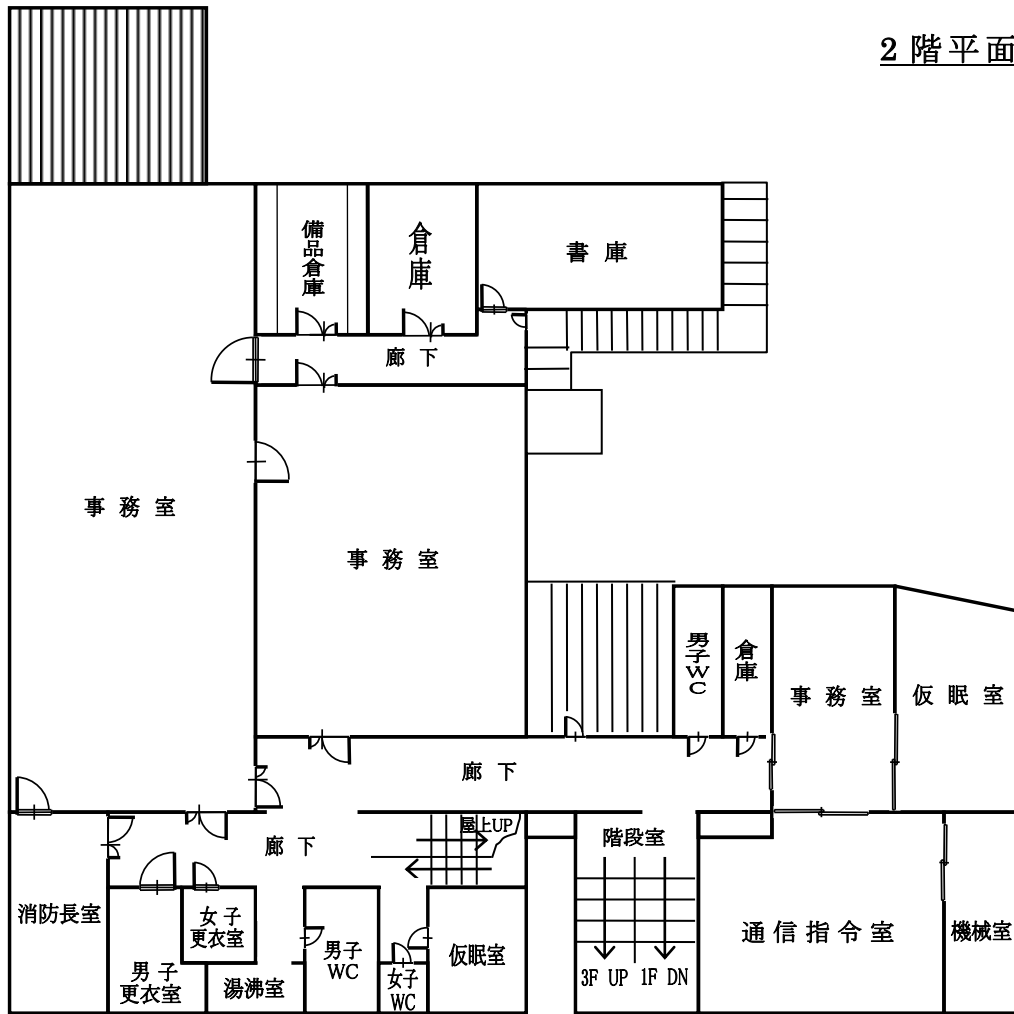 2階平面
備品倉庫
倉庫
書庫
廊下
事務室
事務室
男子WC
倉庫
事務室
仮眠室
廊下
屋上UP
廊下
階段室
消防長室
女子
更衣室
男子
更衣室
湯沸室
男子
WC
女子
WC
仮眠室
3F UP
1F DN
通信指令室
機械室